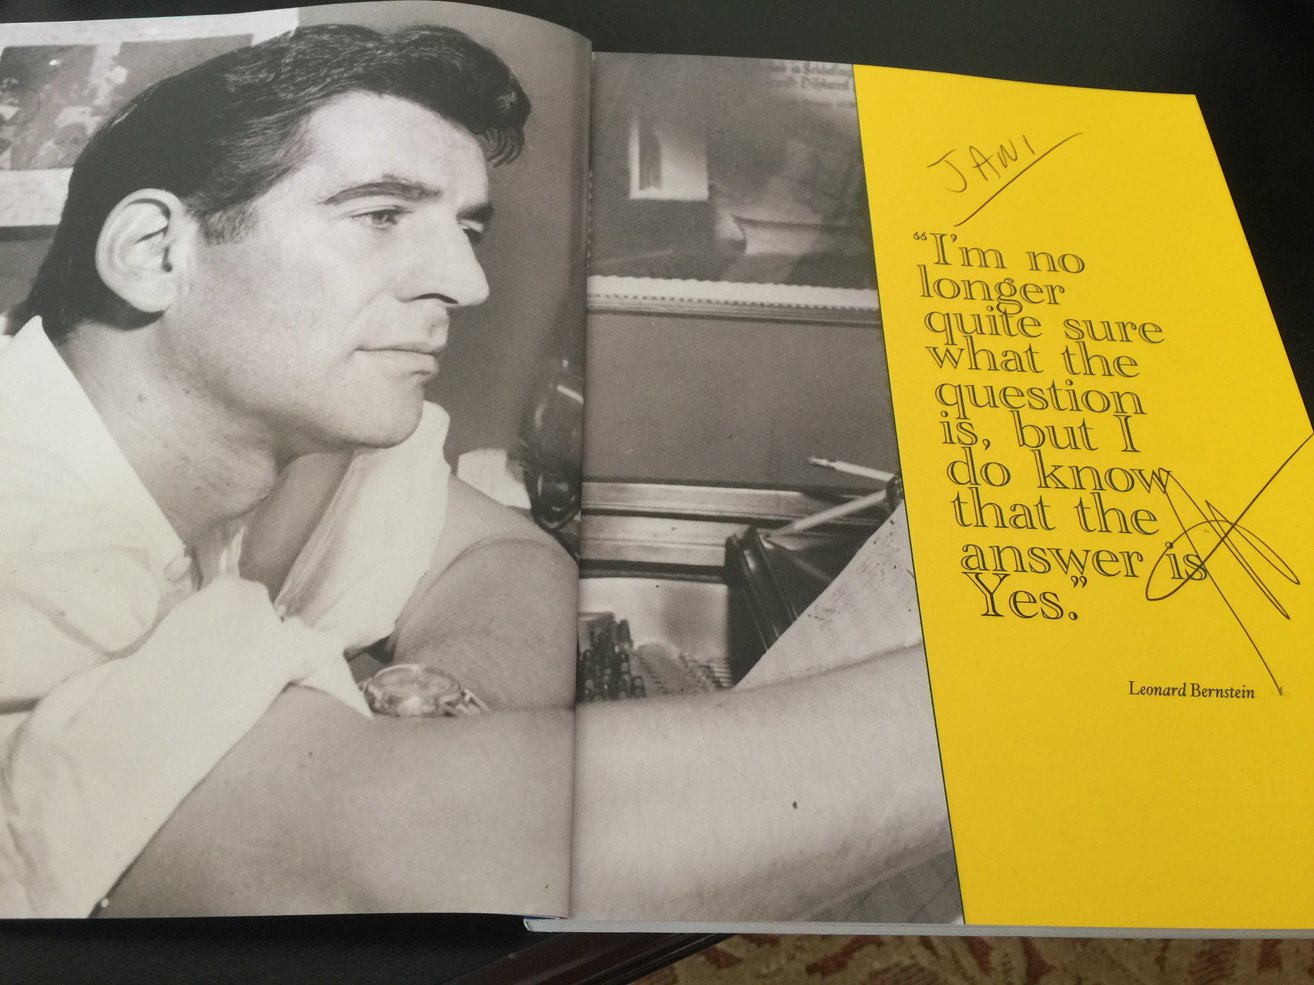 JANI
“I’m no
longer
quite sure
what the
question
is, but I
do know
that the
answer is
Yes.”
Leonard Bernstein